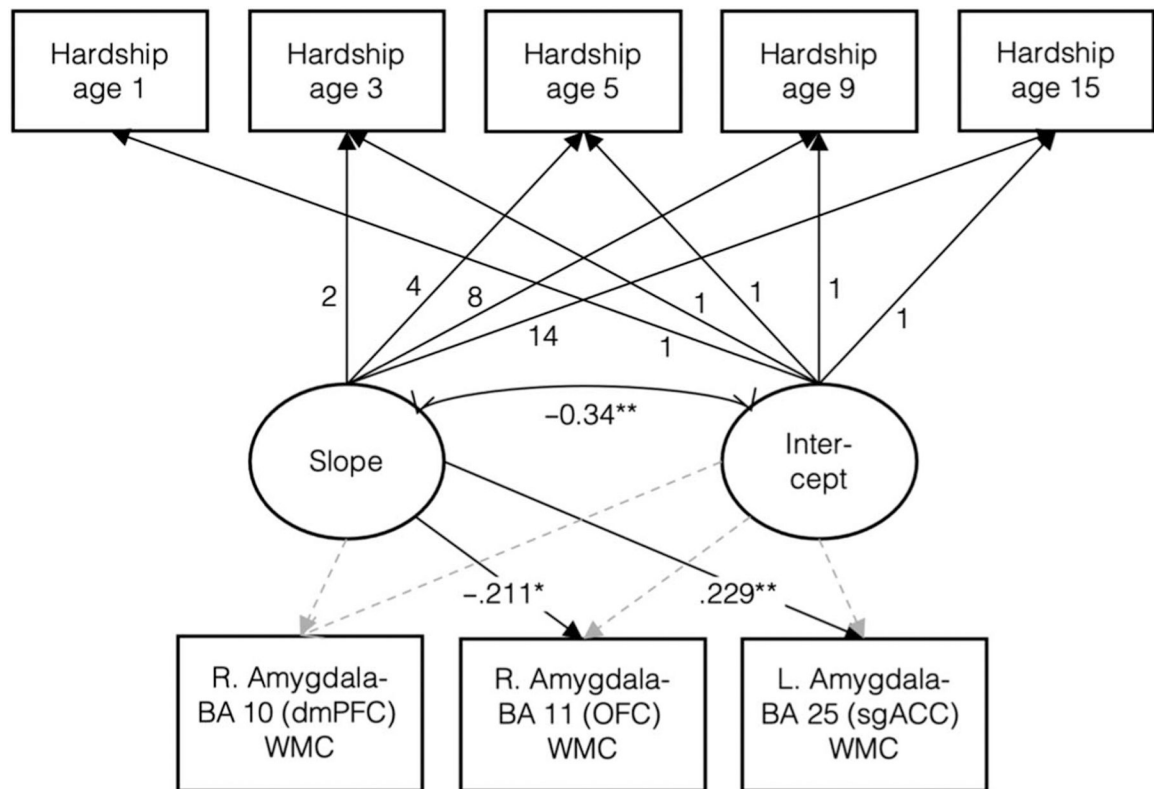 Hardship
age 1
Hardship
age 3
Hardship
age 5
Hardship
age 9
Hardship
age 15
2
4
8
14
1
1
1
1
1
−0.34**
Slope
Inter-
cept
−.211*
.229**
R. Amygdala-
BA 10 (dmPFC)
WMC
R. Amygdala-
BA 11 (OFC)
WMC
L. Amygdala-
BA 25 (sgACC)
WMC